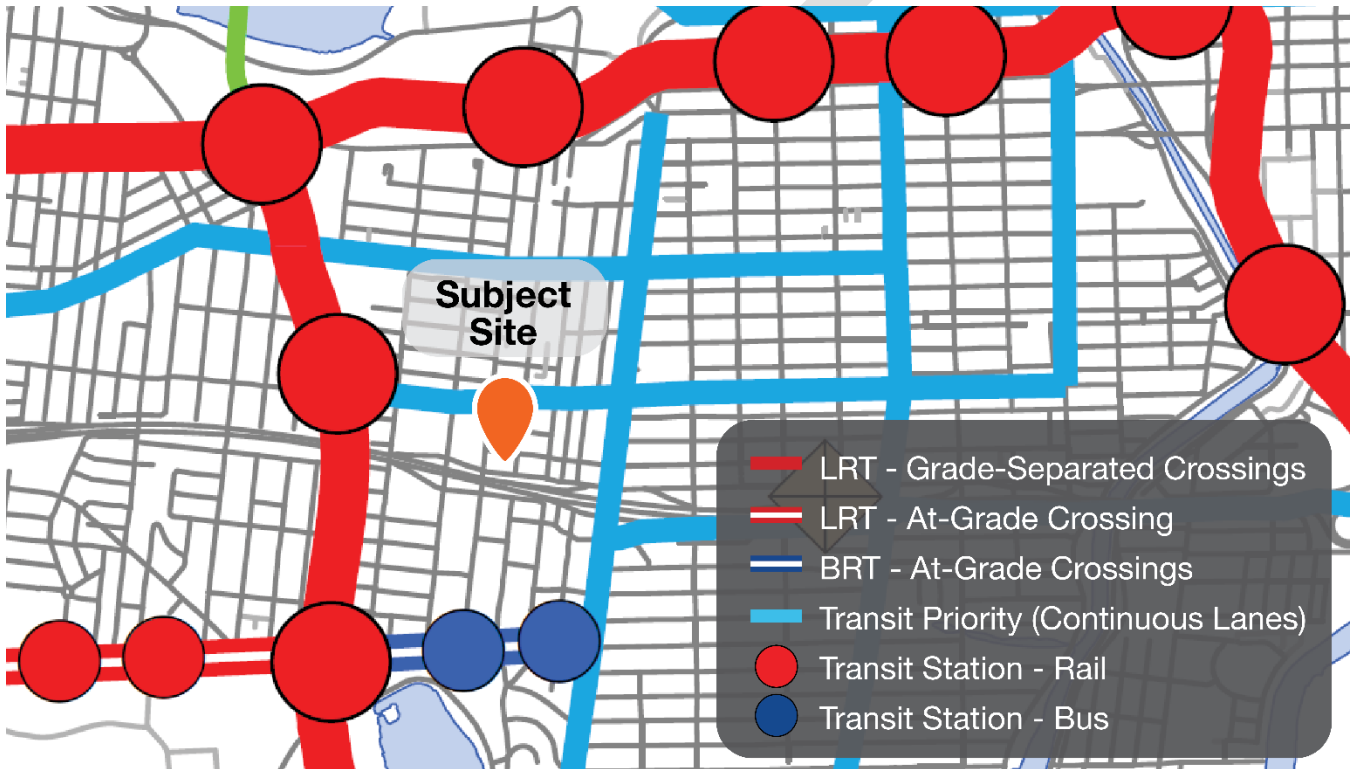 Subject
Site
LRT - Grade-Separated Crossings
LRT - At-Grade Crossing
BRT - At-Grade Crossings
Transit Priority (Continuous Lanes)
Transit Station - Rail
Transit Station - Bus